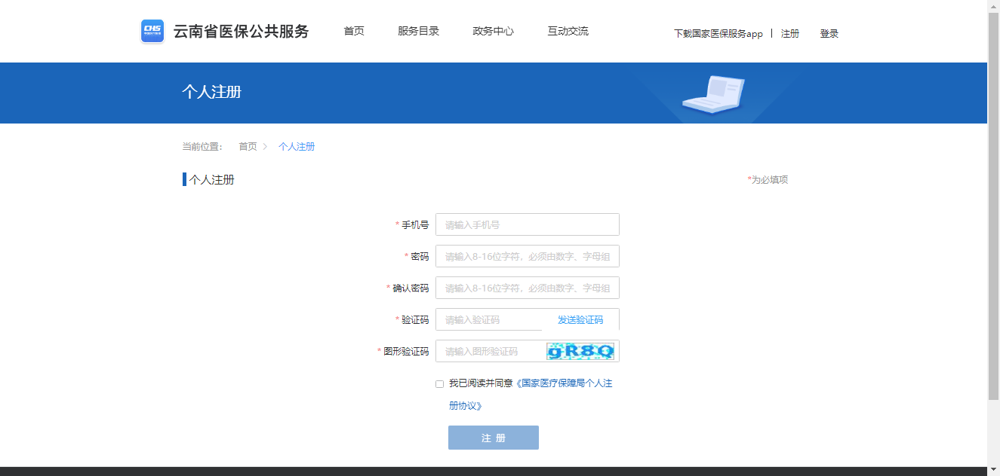 CHS
云南省医保公共服务
首页
服务目录
政务中心
互动交流
下载国家医保服务app | 注册
登录
个人注册
当前位置： 首页 > 个人注册
个人注册
*为必填项
* 手机号 请输入手机号
* 密码 请输入8-16位字符，必须由数字、字母组
* 确认密码 请输入8-16位字符，必须由数字、字母组
* 验证码 请输入验证码 发送验证码
* 图形验证码 请输入图形验证码 gR8Q
我已阅读并同意《国家医疗保障局个人注
册协议》
注 册